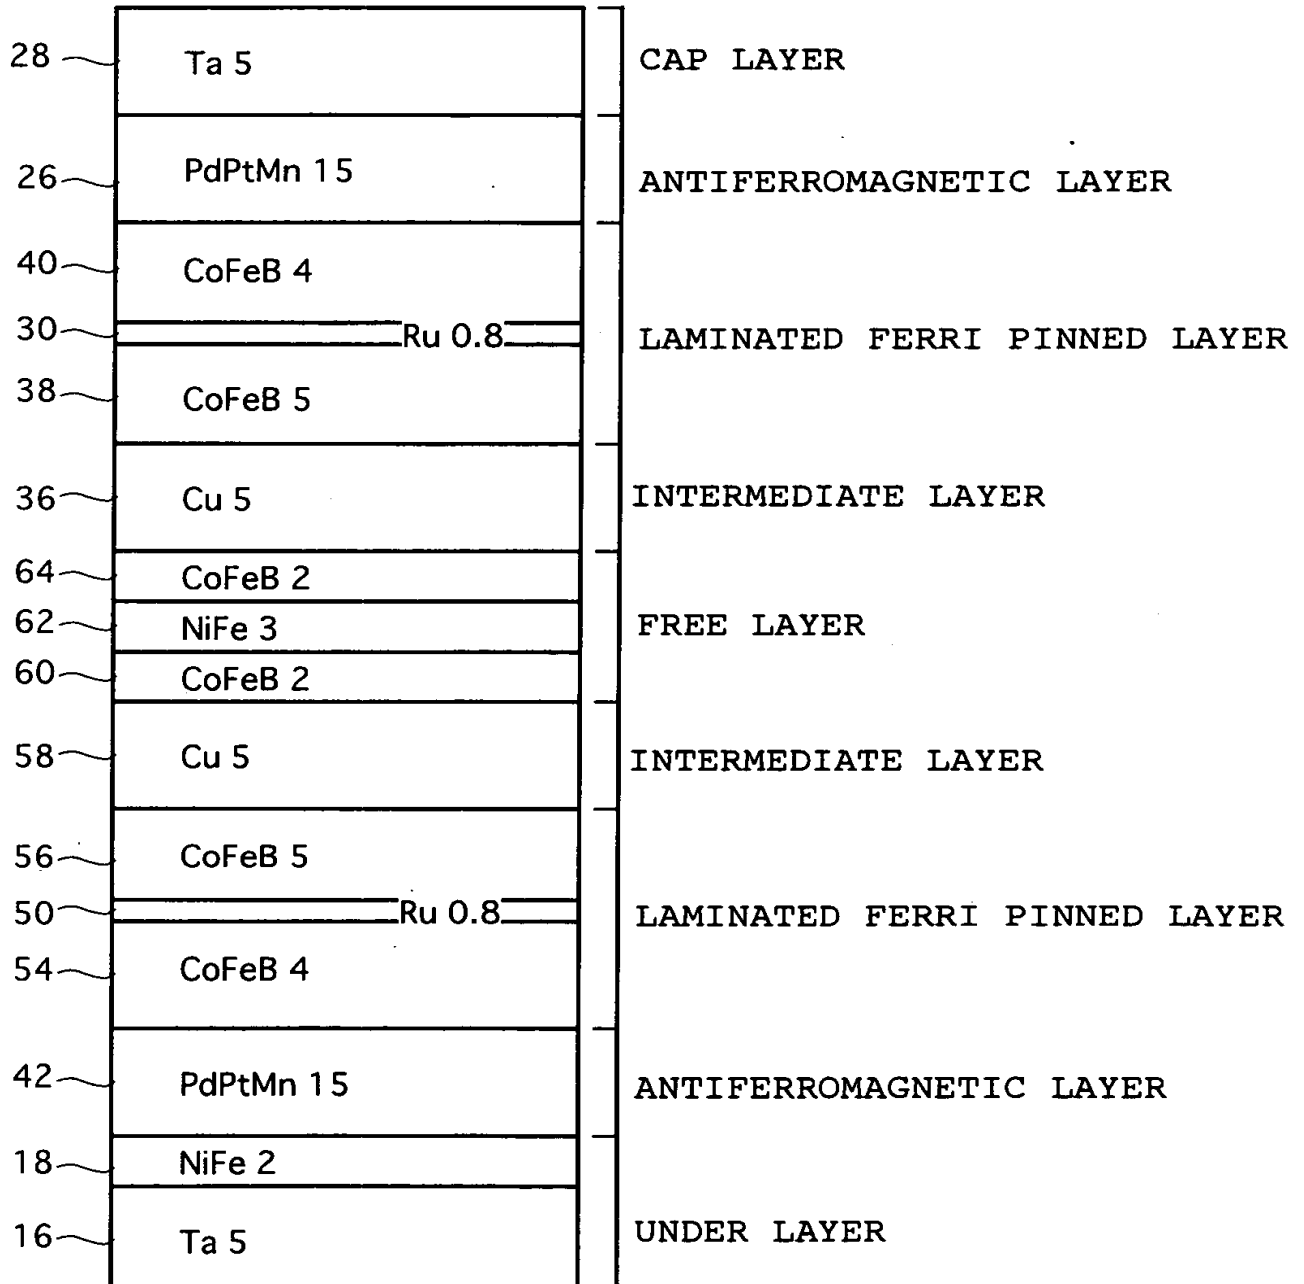 28 Ta 5 CAP LAYER
26 PdPtMn 15 ANTIFERROMAGNETIC LAYER
40 CoFeB 4
30 Ru 0.8 LAMINATED FERRI PINNED LAYER
38 CoFeB 5
36 Cu 5 INTERMEDIATE LAYER
64 CoFeB 2
62 NiFe 3 FREE LAYER
60 CoFeB 2
58 Cu 5 INTERMEDIATE LAYER
56 CoFeB 5
50 Ru 0.8 LAMINATED FERRI PINNED LAYER
54 CoFeB 4
42 PdPtMn 15 ANTIFERROMAGNETIC LAYER
18 NiFe 2
16 Ta 5 UNDER LAYER